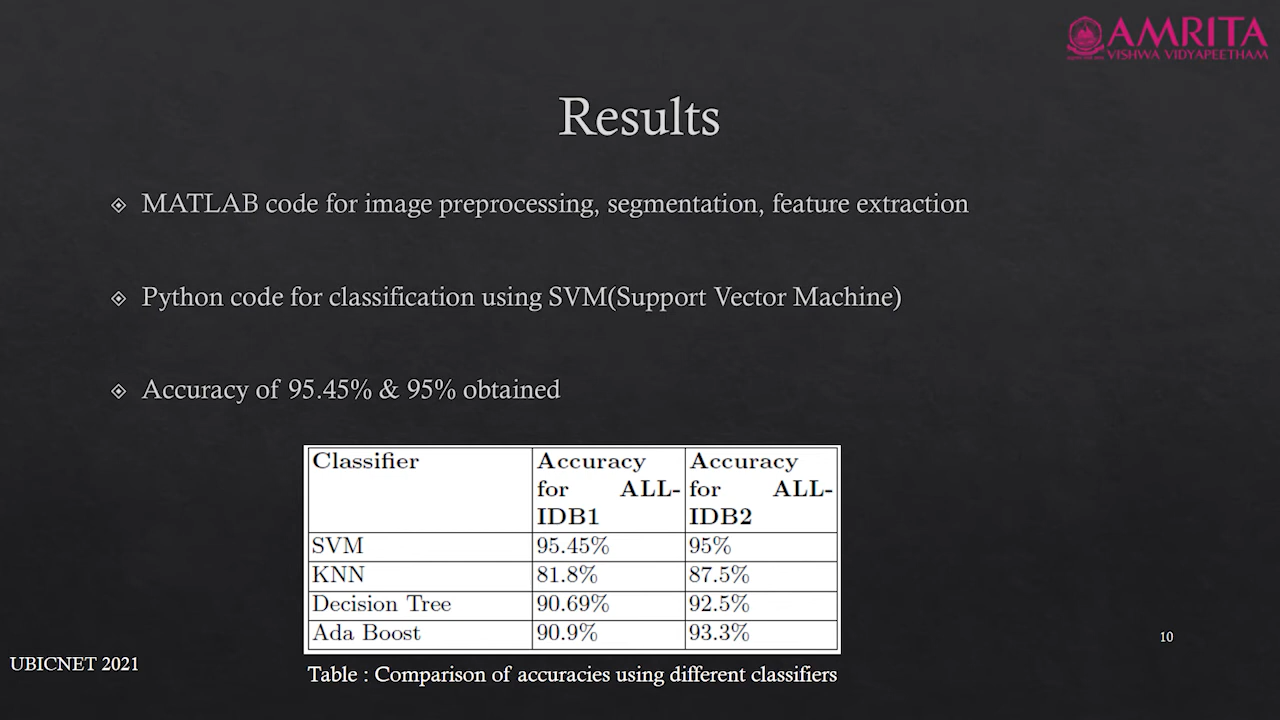 AMRITA
VISHWA VIDYAPEETHAM
Results
MATLAB code for image preprocessing, segmentation, feature extraction
Python code for classification using SVM(Support Vector Machine)
Accuracy of 95.45% & 95% obtained
Classifier Accuracy for ALL-IDB1 Accuracy for ALL-IDB2
SVM 95.45% 95%
KNN 81.8% 87.5%
Decision Tree 90.69% 92.5%
Ada Boost 90.9% 93.3%
Table : Comparison of accuracies using different classifiers
UBICNET 2021
10